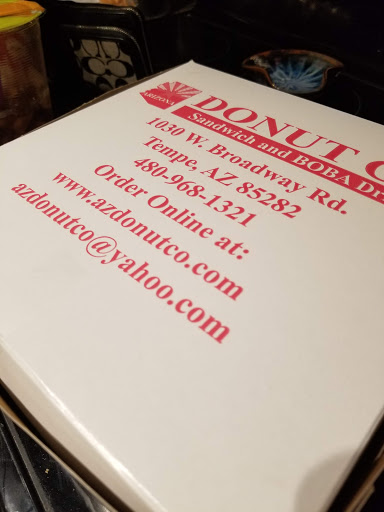 ARIZONA
DONUT
Sandwich and BOBA
1030 W. Broadway Rd.
Tempe, AZ 85282
480-968-1321
Order Online at:
www.azdonutco.com
azdonutco@yahoo.com